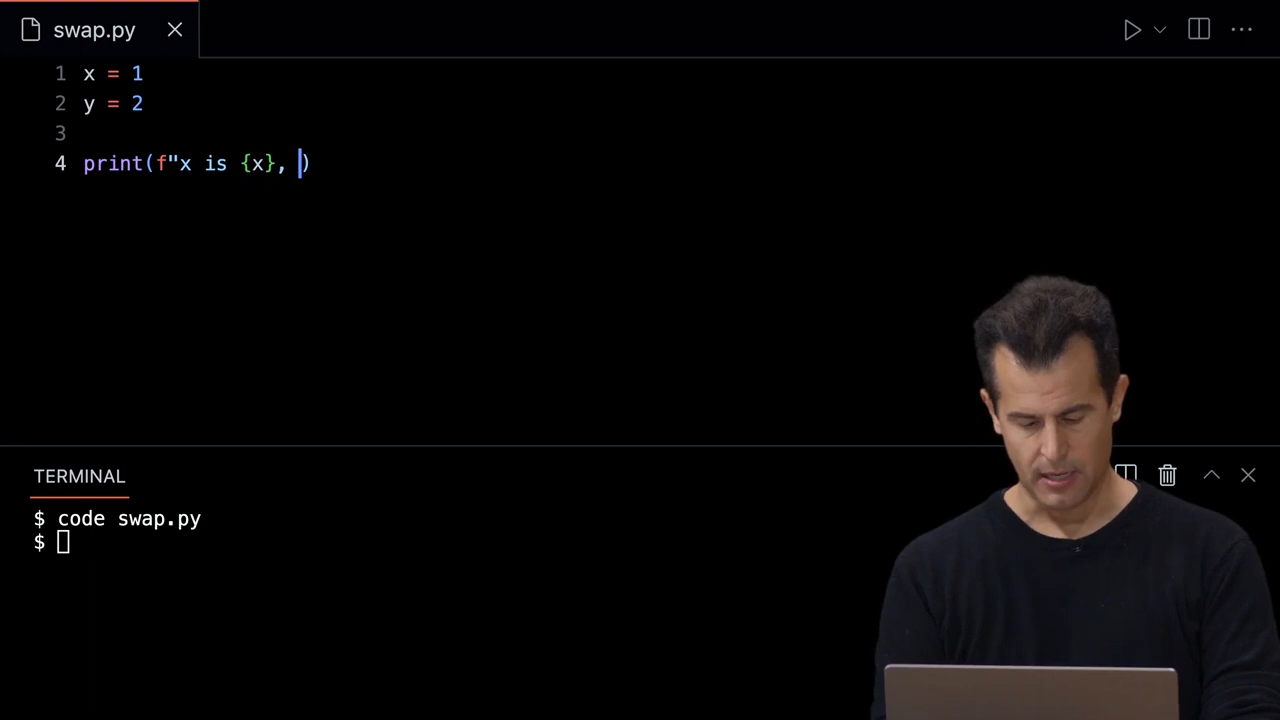 swap.py
1 x = 1
2 y = 2
3
4 print(f"x is {x}, )
TERMINAL
$ code swap.py
$